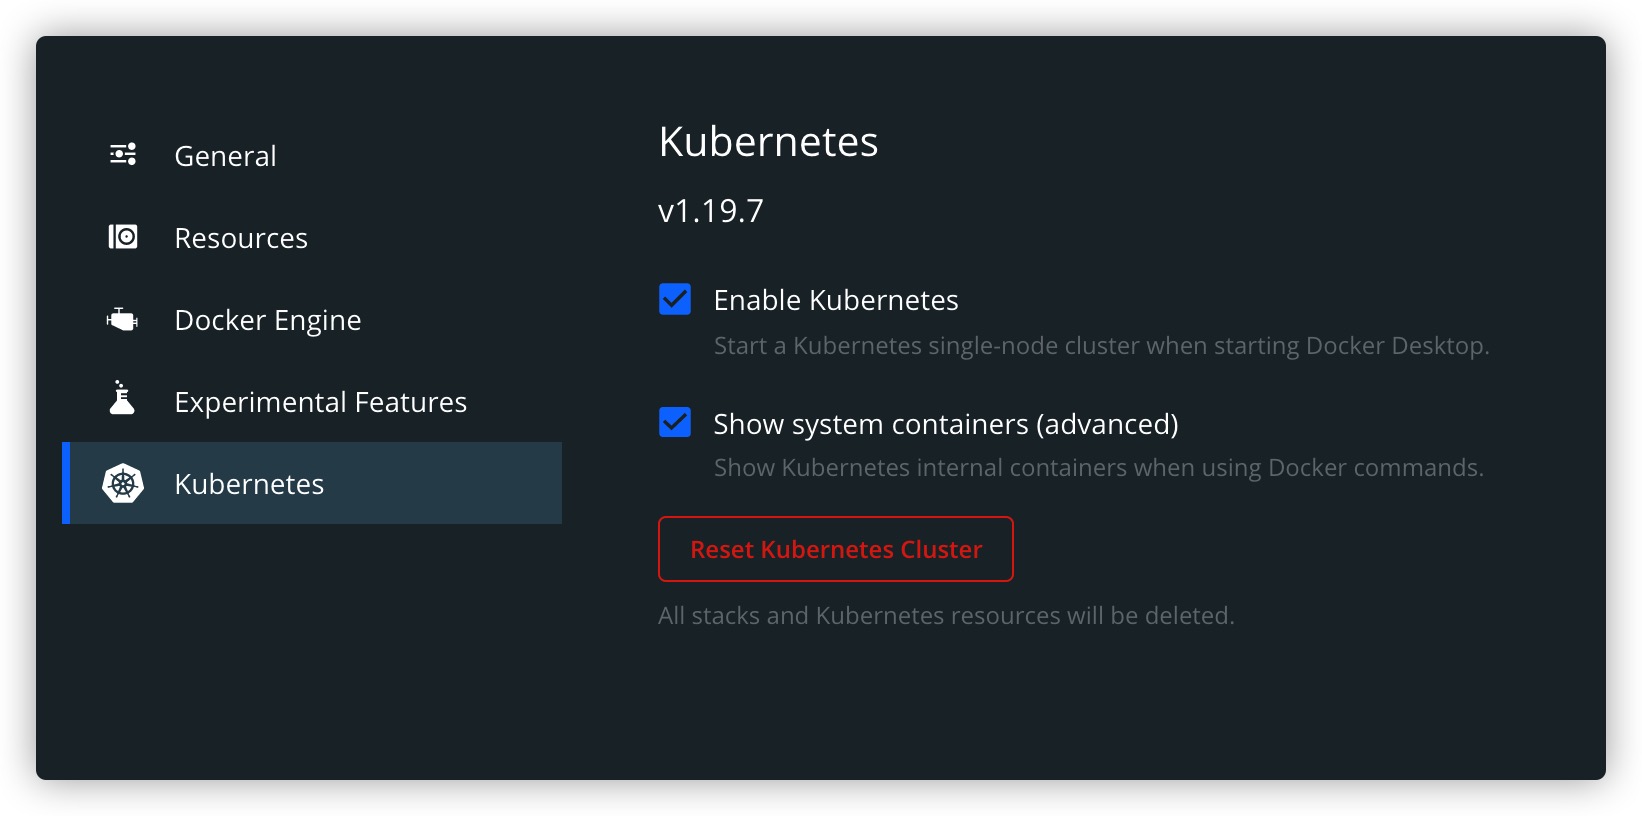 General
Resources
Docker Engine
Experimental Features
Kubernetes
Kubernetes
v1.19.7
Enable Kubernetes
Start a Kubernetes single-node cluster when starting Docker Desktop.
Show system containers (advanced)
Show Kubernetes internal containers when using Docker commands.
Reset Kubernetes Cluster
All stacks and Kubernetes resources will be deleted.